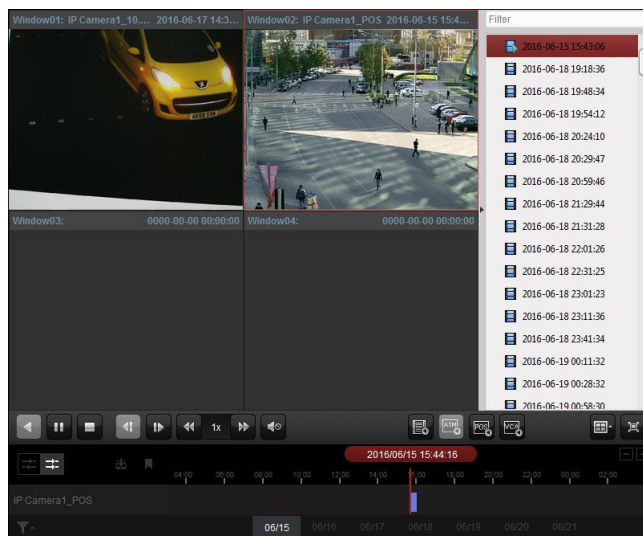 Window01: IP Camera1_10.... 2016-06-17 14:3...
Window02: IP Camera1_POS 2016-06-15 15:4...
Filter
2016-06-15 15:43:06
2016-06-18 19:18:36
2016-06-18 19:48:34
2016-06-18 19:54:12
2016-06-18 20:24:10
2016-06-18 20:29:47
2016-06-18 20:59:46
2016-06-18 21:29:44
2016-06-18 21:31:28
2016-06-18 22:01:26
2016-06-18 22:31:25
2016-06-18 23:01:23
2016-06-18 23:11:36
2016-06-18 23:41:34
2016-06-19 00:11:32
2016-06-19 00:28:32
2016-06-19 00:58:30
Window03: 0000-00-00 00:00:00
Window04: 0000-00-00 00:00:00
1x
ATM
POS
VCA
2016/06/15 15:44:16
04:00 06:00 08:00 10:00 12:00 14:00 16:00 18:00 20:00 22:00 00:00 02:00
IP Camera1_POS
06/15 06/16 06/17 06/18 06/19 06/20 06/21